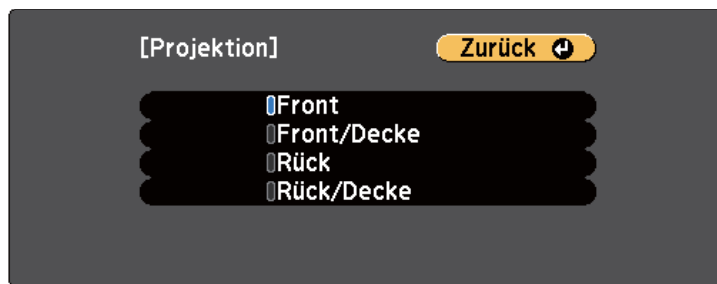 [Projektion] Zurück
Front
Front/Decke
Rück
Rück/Decke